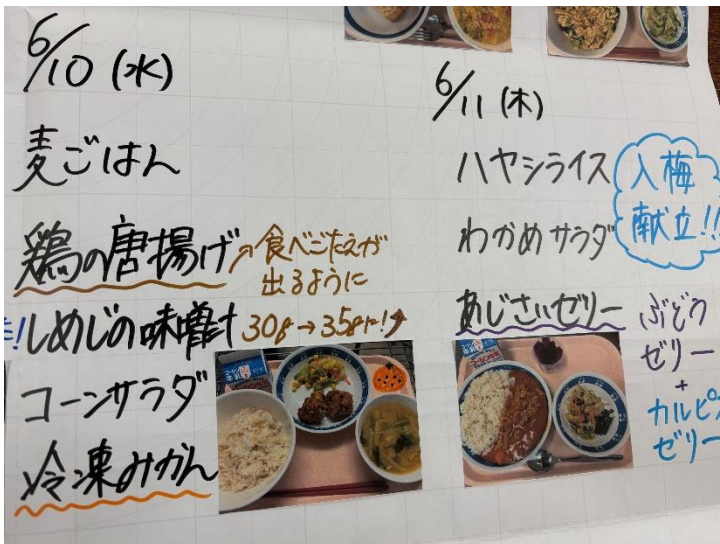 6/10 (水)
麦ごはん
鶏の唐揚げ
食べごたえが
出るように
30g→35gに!
しめじの味噌汁
コーンサラダ
冷凍みかん
6/11 (木)
ハヤシライス
わかめサラダ
あじさいゼリー
入梅
献立!!
ぶどう
ゼリー
+
カルピス
ゼリー